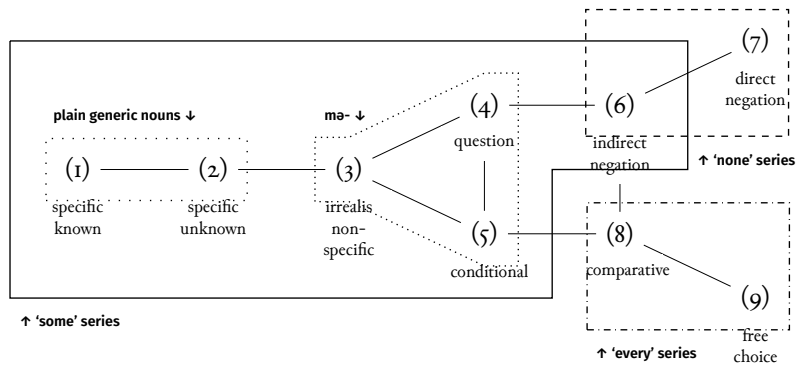 (7)
direct
negation
(4)
question
(6)
indirect
negation
↑ ‘none’ series
plain generic nouns ↓
mə- ↓
(1)
specific
known
(2)
specific
unknown
(3)
irrealis
non-
specific
(5)
conditional
(8)
comparative
(9)
free
choice
↑ ‘some’ series
↑ ‘every’ series